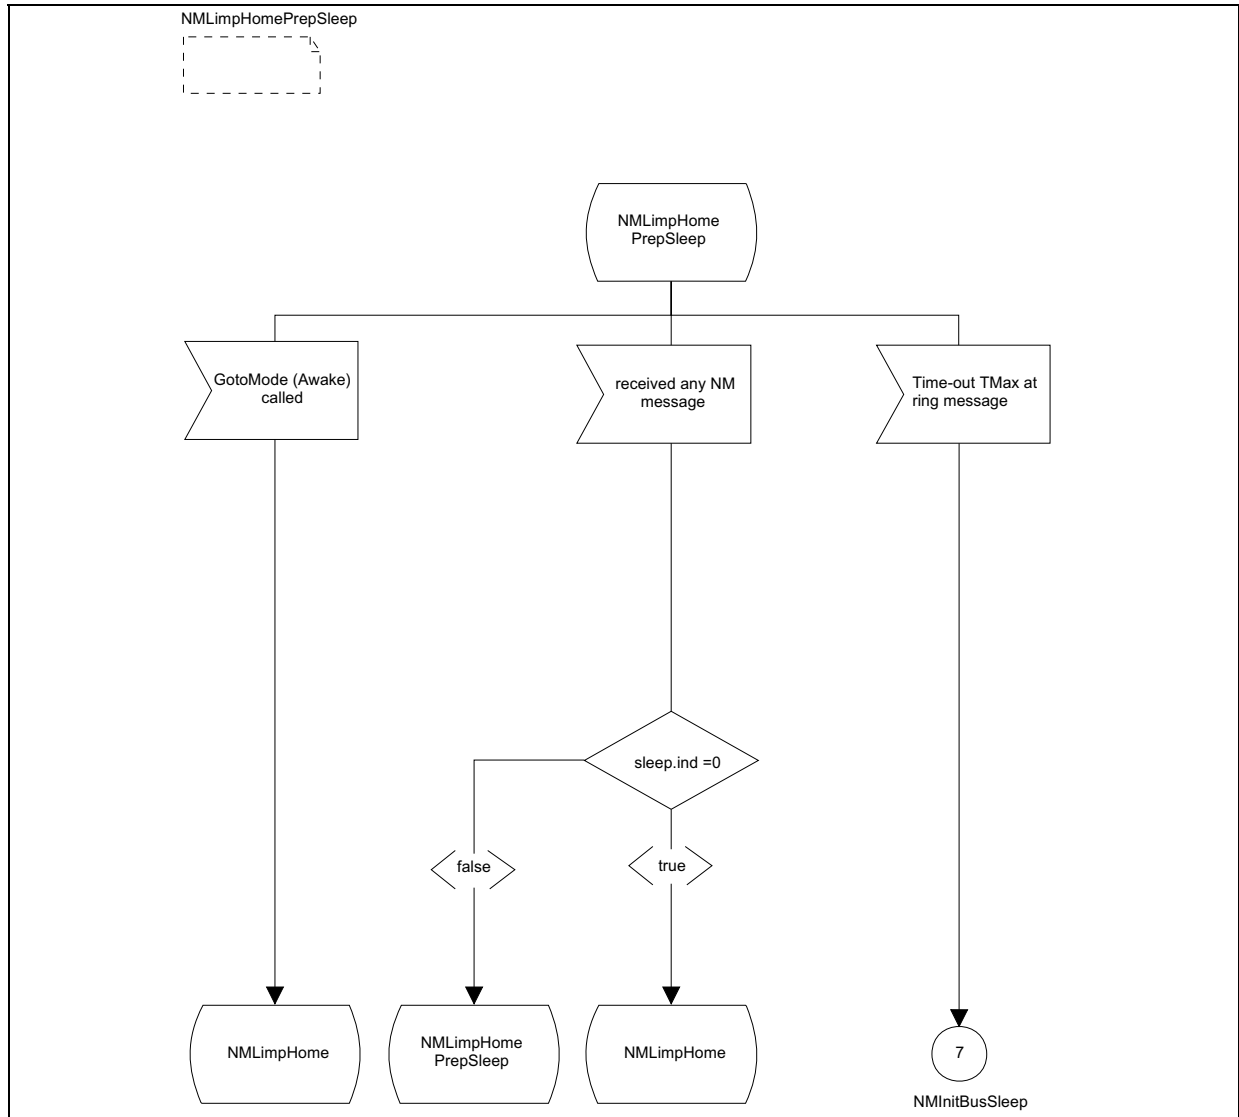 NMLimpHomePrepSleep
NMLimpHome
PrepSleep
GotoMode (Awake)
called
received any NM
message
Time-out TMax at
ring message
sleep.ind =0
false
true
NMLimpHome
NMLimpHome
PrepSleep
NMLimpHome
7
NMInitBusSleep